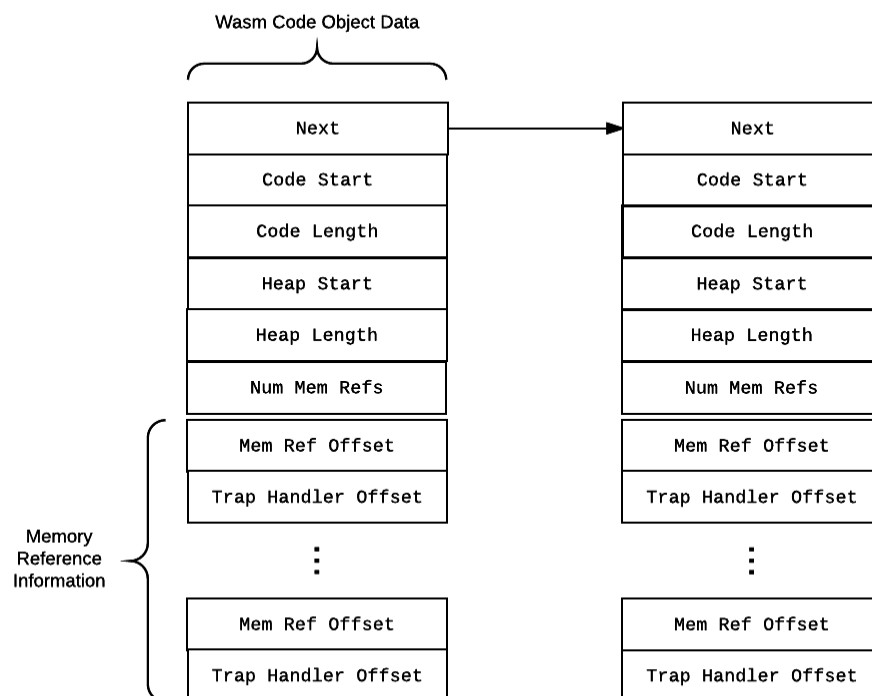 Wasm Code Object Data
Next
Code Start
Code Length
Heap Start
Heap Length
Num Mem Refs
Mem Ref Offset
Trap Handler Offset
Memory
Reference
Information
Mem Ref Offset
Trap Handler Offset
Next
Code Start
Code Length
Heap Start
Heap Length
Num Mem Refs
Mem Ref Offset
Trap Handler Offset
Mem Ref Offset
Trap Handler Offset